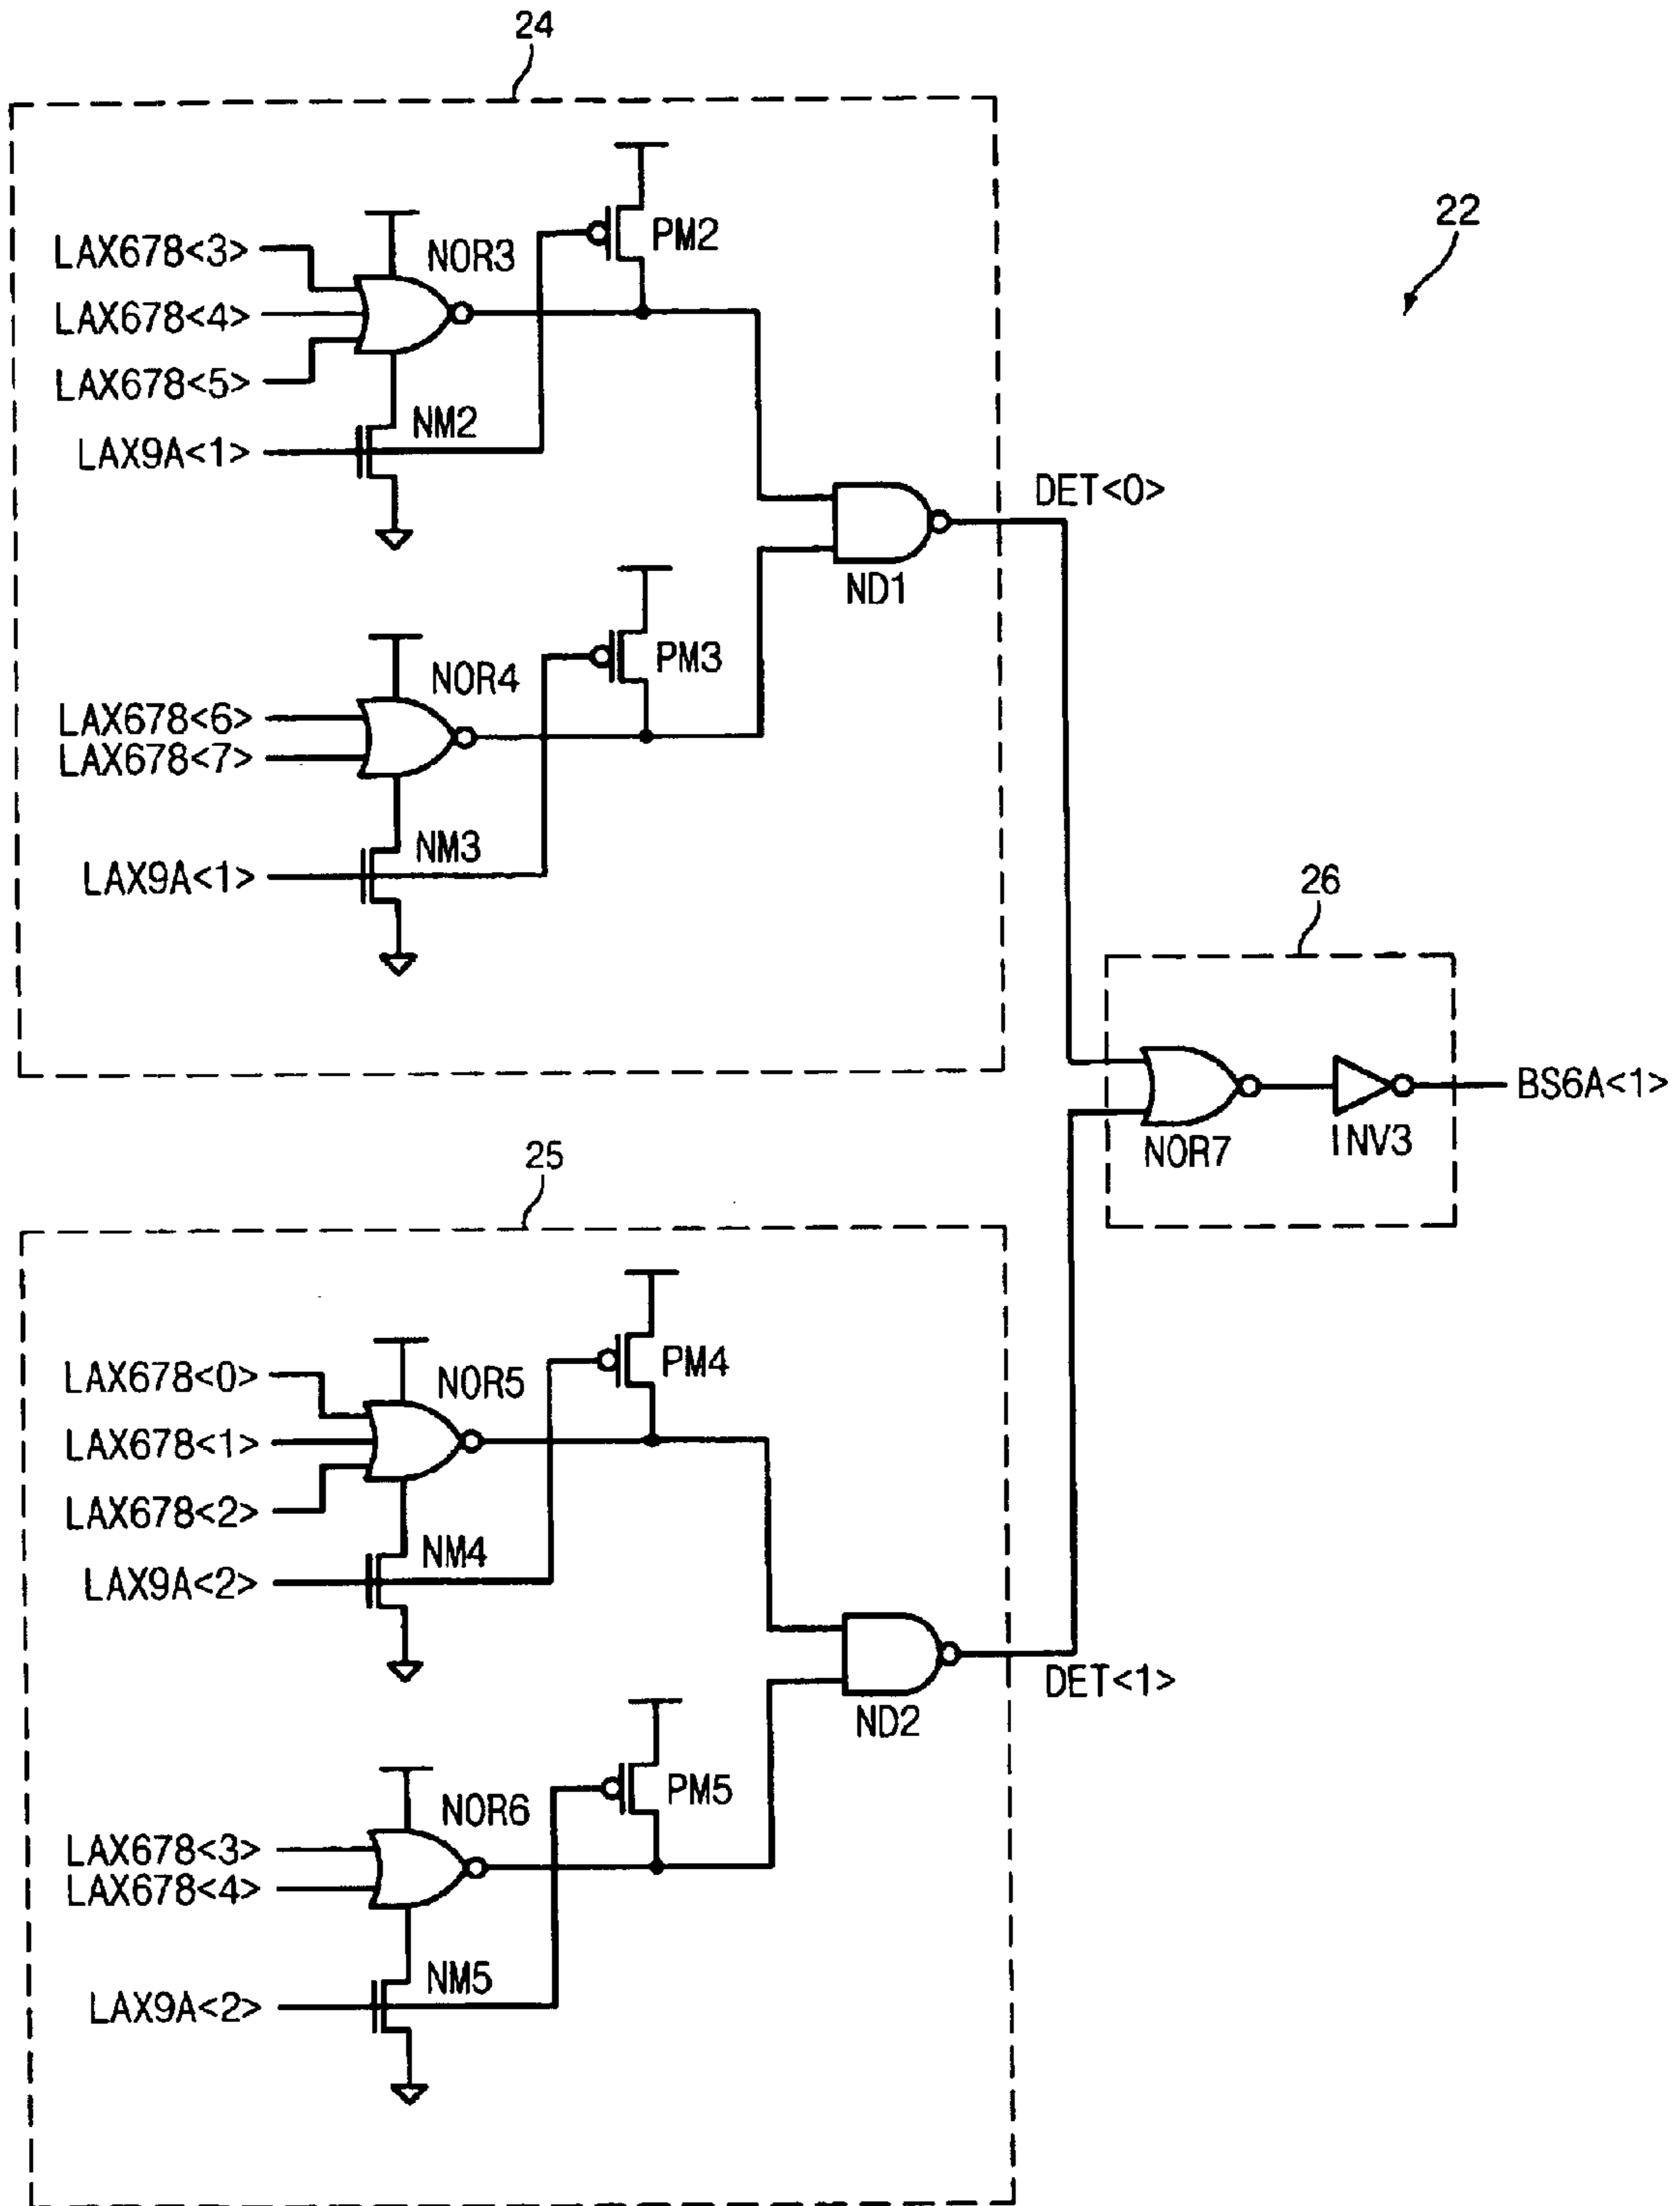 24
22
LAX678<3>
NOR3
PM2
LAX678<4>
LAX678<5>
NM2
LAX9A<1>
DET<0>
ND1
NOR4
PM3
LAX678<6>
LAX678<7>
NM3
LAX9A<1>
26
BS6A<1>
NOR7
INV3
25
LAX678<0>
NOR5
PM4
LAX678<1>
LAX678<2>
NM4
LAX9A<2>
DET<1>
ND2
NOR6
PM5
LAX678<3>
LAX678<4>
NM5
LAX9A<2>